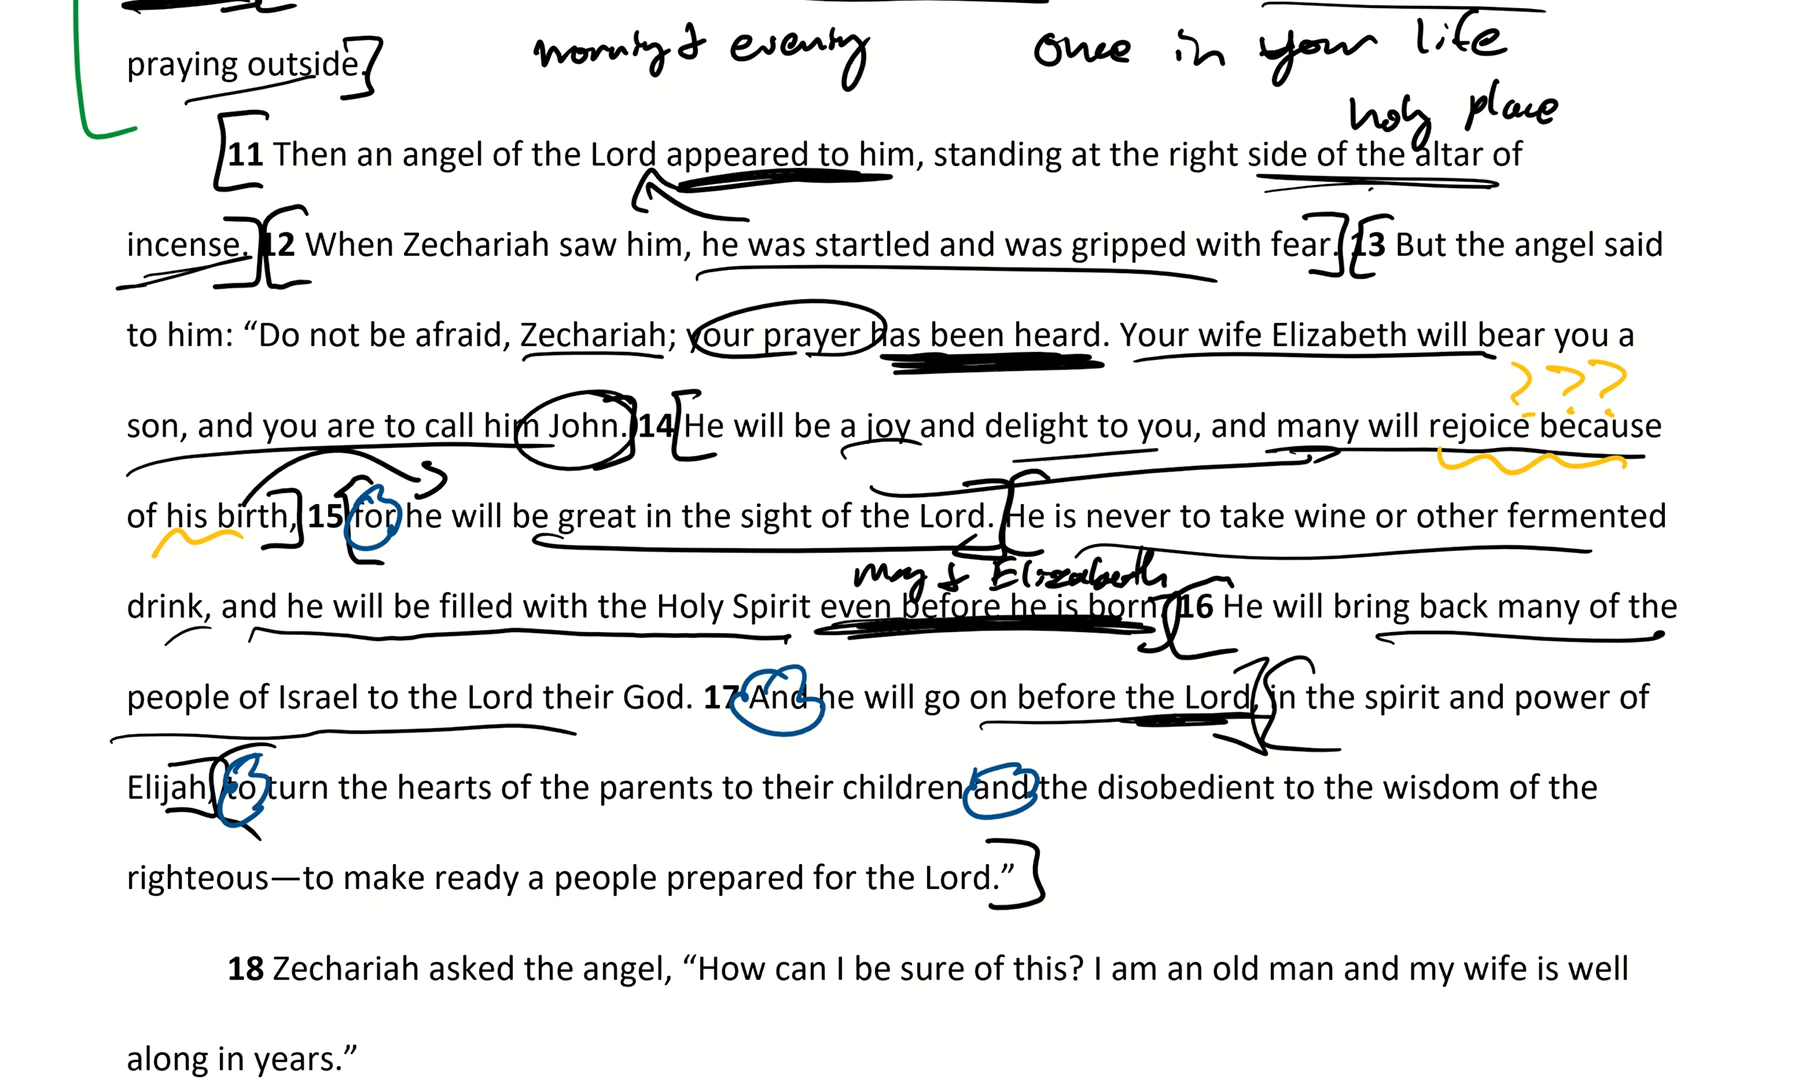 morning & evening once in your life
praying outside.
holy place
11 Then an angel of the Lord appeared to him, standing at the right side of the altar of
incense. 12 When Zechariah saw him, he was startled and was gripped with fear. 13 But the angel said
to him: “Do not be afraid, Zechariah; your prayer has been heard. Your wife Elizabeth will bear you a
? ? ?
son, and you are to call him John. 14 He will be a joy and delight to you, and many will rejoice because
of his birth, 15 for he will be great in the sight of the Lord. He is never to take wine or other fermented
& Elizabeth
drink, and he will be filled with the Holy Spirit even before he is born. 16 He will bring back many of the
people of Israel to the Lord their God. 17 And he will go on before the Lord, in the spirit and power of
Elijah, to turn the hearts of the parents to their children and the disobedient to the wisdom of the
righteous—to make ready a people prepared for the Lord.”
18 Zechariah asked the angel, “How can I be sure of this? I am an old man and my wife is well
along in years.”